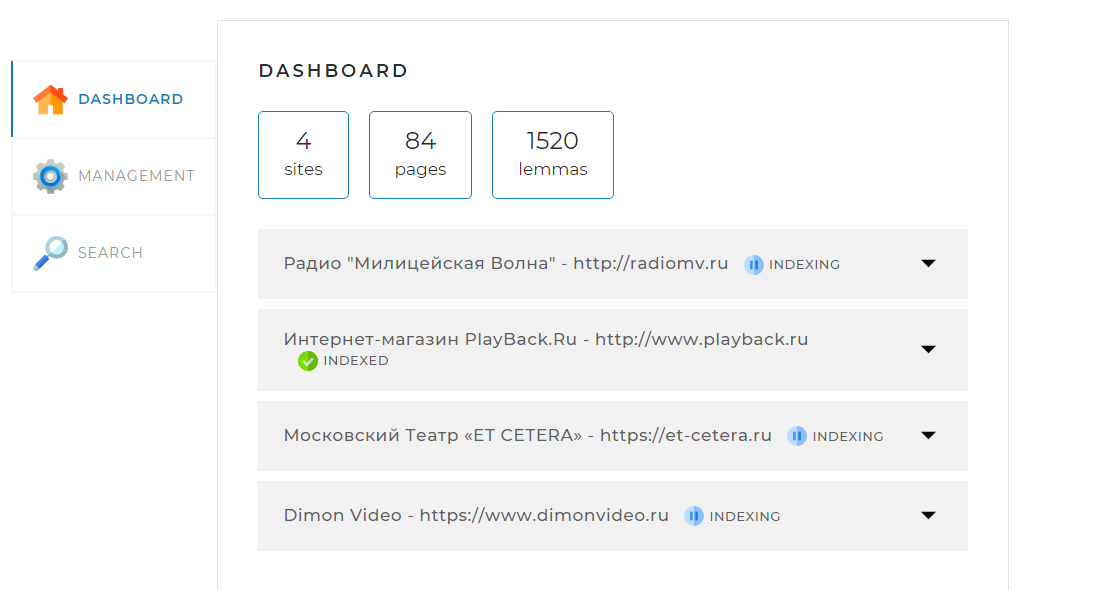 DASHBOARD
MANAGEMENT
SEARCH
DASHBOARD
4
sites
84
pages
1520
lemmas
Радио "Милицейская Волна" - http://radiomv.ru INDEXING
Интернет-магазин PlayBack.Ru - http://www.playback.ru
INDEXED
Московский Театр «ET CETERA» - https://et-cetera.ru INDEXING
Dimon Video - https://www.dimonvideo.ru INDEXING